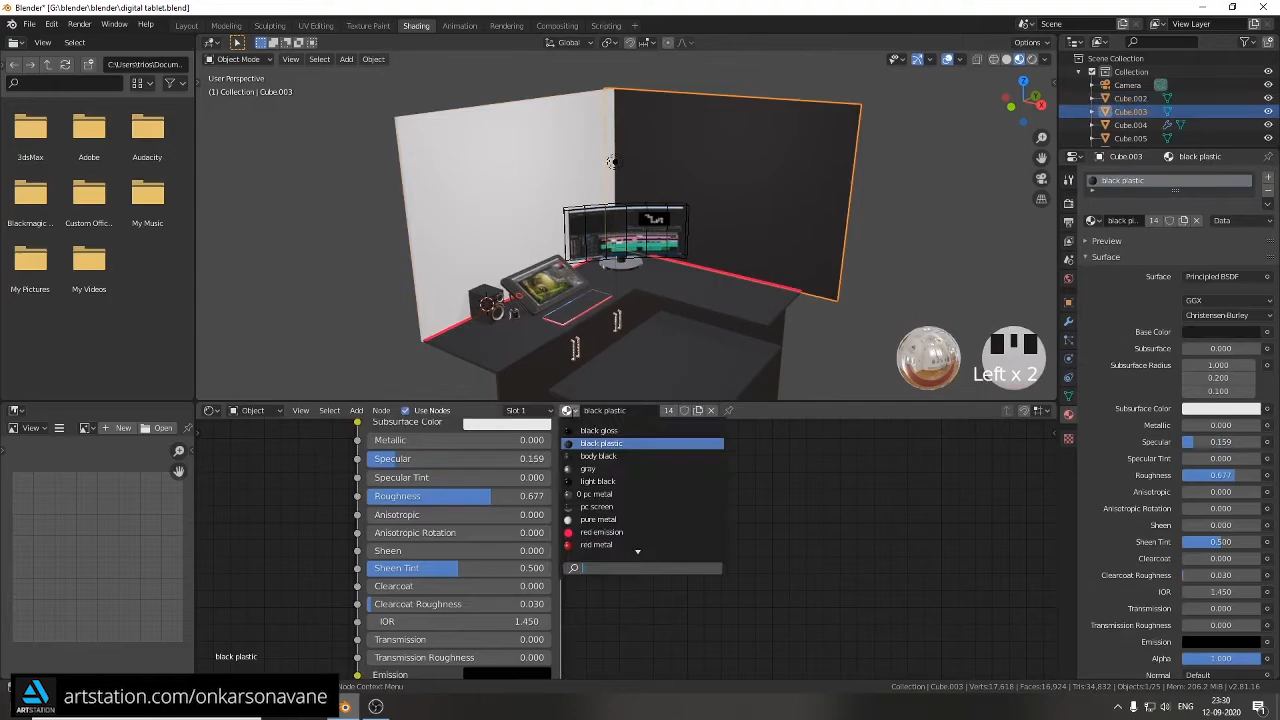 Blender* [G:\blender\blender\digital tablet.blend]
File Edit Render Window Help
Layout Modeling Sculpting UV Editing Texture Paint Shading Animation Rendering Compositing Scripting
Scene
View Layer
View Select
C:\Users\trios\Docum...
3dsMax Adobe Audacity
Blackmagic... Custom Offic... My Music
My Pictures My Videos
Global
Options
Object Mode View Select Add Object
User Perspective
(1) Collection | Cube.003
Z
Y
X
Left x 2
Scene Collection
Collection
Camera
Cube.002
Cube.003
Cube.004
Cube.005
Cube.003 black plastic
black plastic
black pl... 14 Data
Preview
Surface
Surface Principled BSDF
GGX
Christensen-Burley
Base Color
Subsurface 0.000
Subsurface Radius 1.000
0.200
0.100
Subsurface Color
Metallic 0.000
Specular 0.159
Specular Tint 0.000
Roughness 0.677
Anisotropic 0.000
Anisotropic Rotation 0.000
Sheen 0.000
Sheen Tint 0.500
Clearcoat 0.000
Clearcoat Roughness 0.030
IOR 1.450
Transmission 0.000
Transmission Roughness 0.000
Emission
Alpha 1.000
Normal Default
View New Open
Object View Select Add Node Use Nodes Slot 1 black plastic 14
Subsurface Color
Metallic 0.000
Specular 0.159
Specular Tint 0.000
Roughness 0.677
Anisotropic 0.000
Anisotropic Rotation 0.000
Sheen 0.000
Sheen Tint 0.500
Clearcoat 0.000
Clearcoat Roughness 0.030
IOR 1.450
Transmission 0.000
Transmission Roughness 0.000
Emission
black gloss
black plastic
body black
gray
light black
0 pc metal
pc screen
pure metal
red emission
red metal
black plastic
Node Context Menu
Collection | Cube.003 | Verts:17,618 | Faces:16,924 | Tris:34,832 | Objects:1/25 | Mem: 206.2 MiB | v2.81.16
ARTSTATION
artstation.com/onkarsonavane
ENG
23:30
12-09-2020